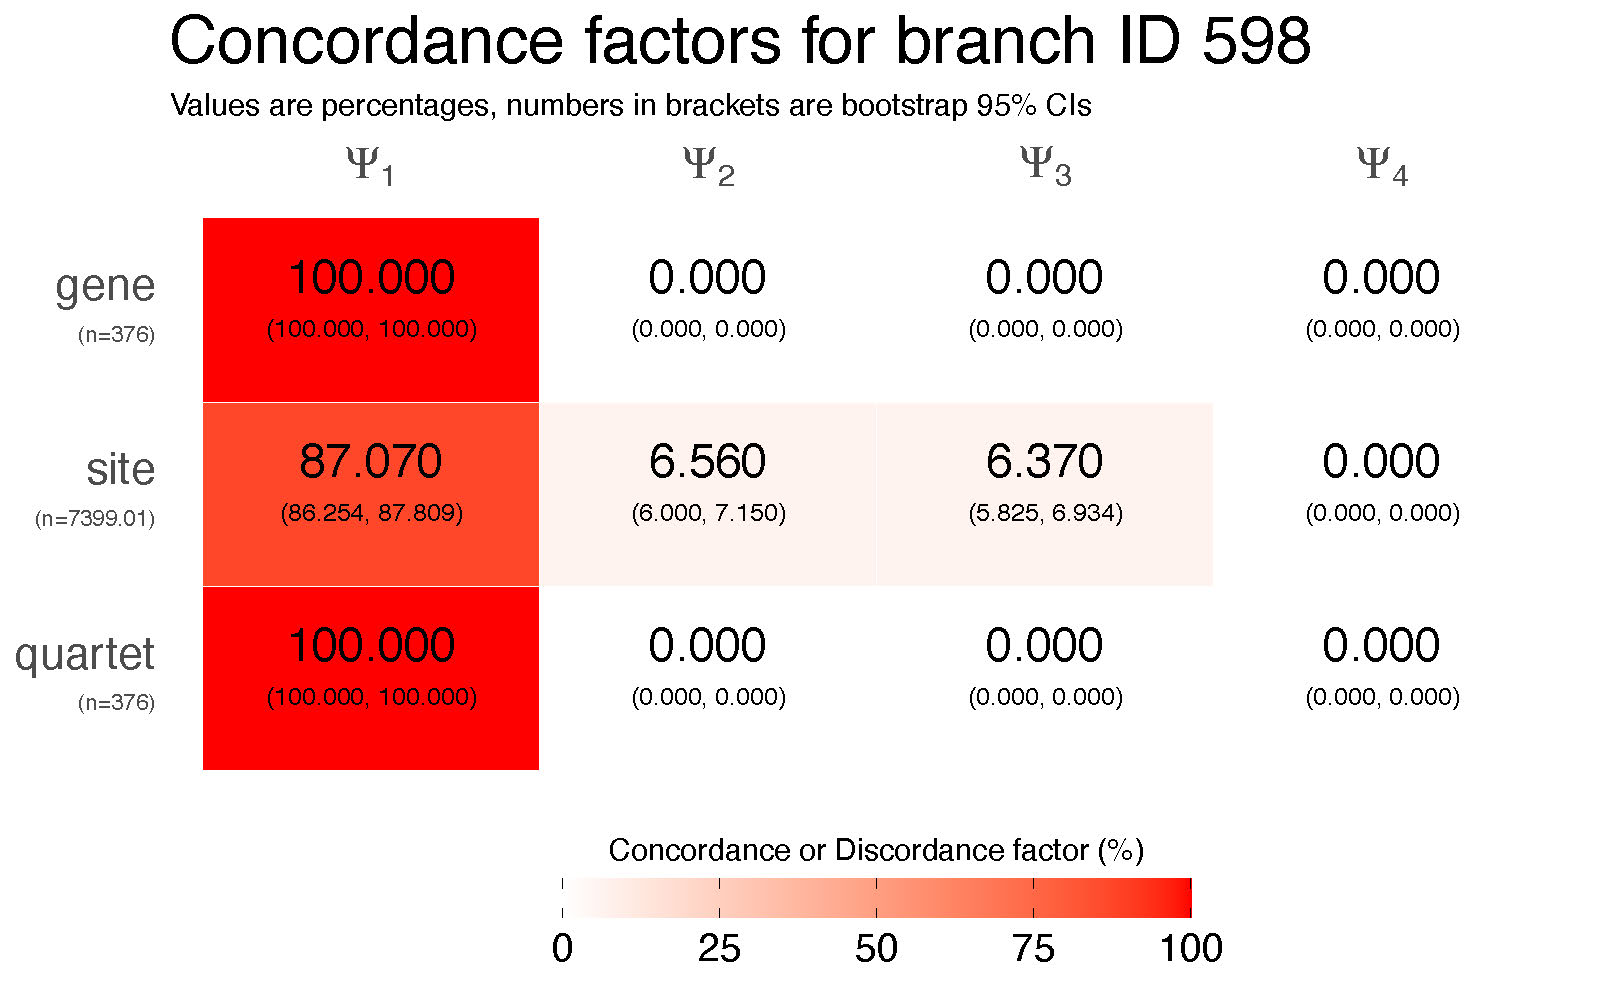 Concordance factors for branch ID 598
Values are percentages, numbers in brackets are bootstrap 95% CIs
Ψ1 Ψ2 Ψ3 Ψ4
gene 100.000 0.000 0.000 0.000
(n=376) (100.000, 100.000) (0.000, 0.000) (0.000, 0.000) (0.000, 0.000)
site 87.070 6.560 6.370 0.000
(n=7399.01) (86.254, 87.809) (6.000, 7.150) (5.825, 6.934) (0.000, 0.000)
quartet 100.000 0.000 0.000 0.000
(n=376) (100.000, 100.000) (0.000, 0.000) (0.000, 0.000) (0.000, 0.000)
Concordance or Discordance factor (%)
0 25 50 75 100